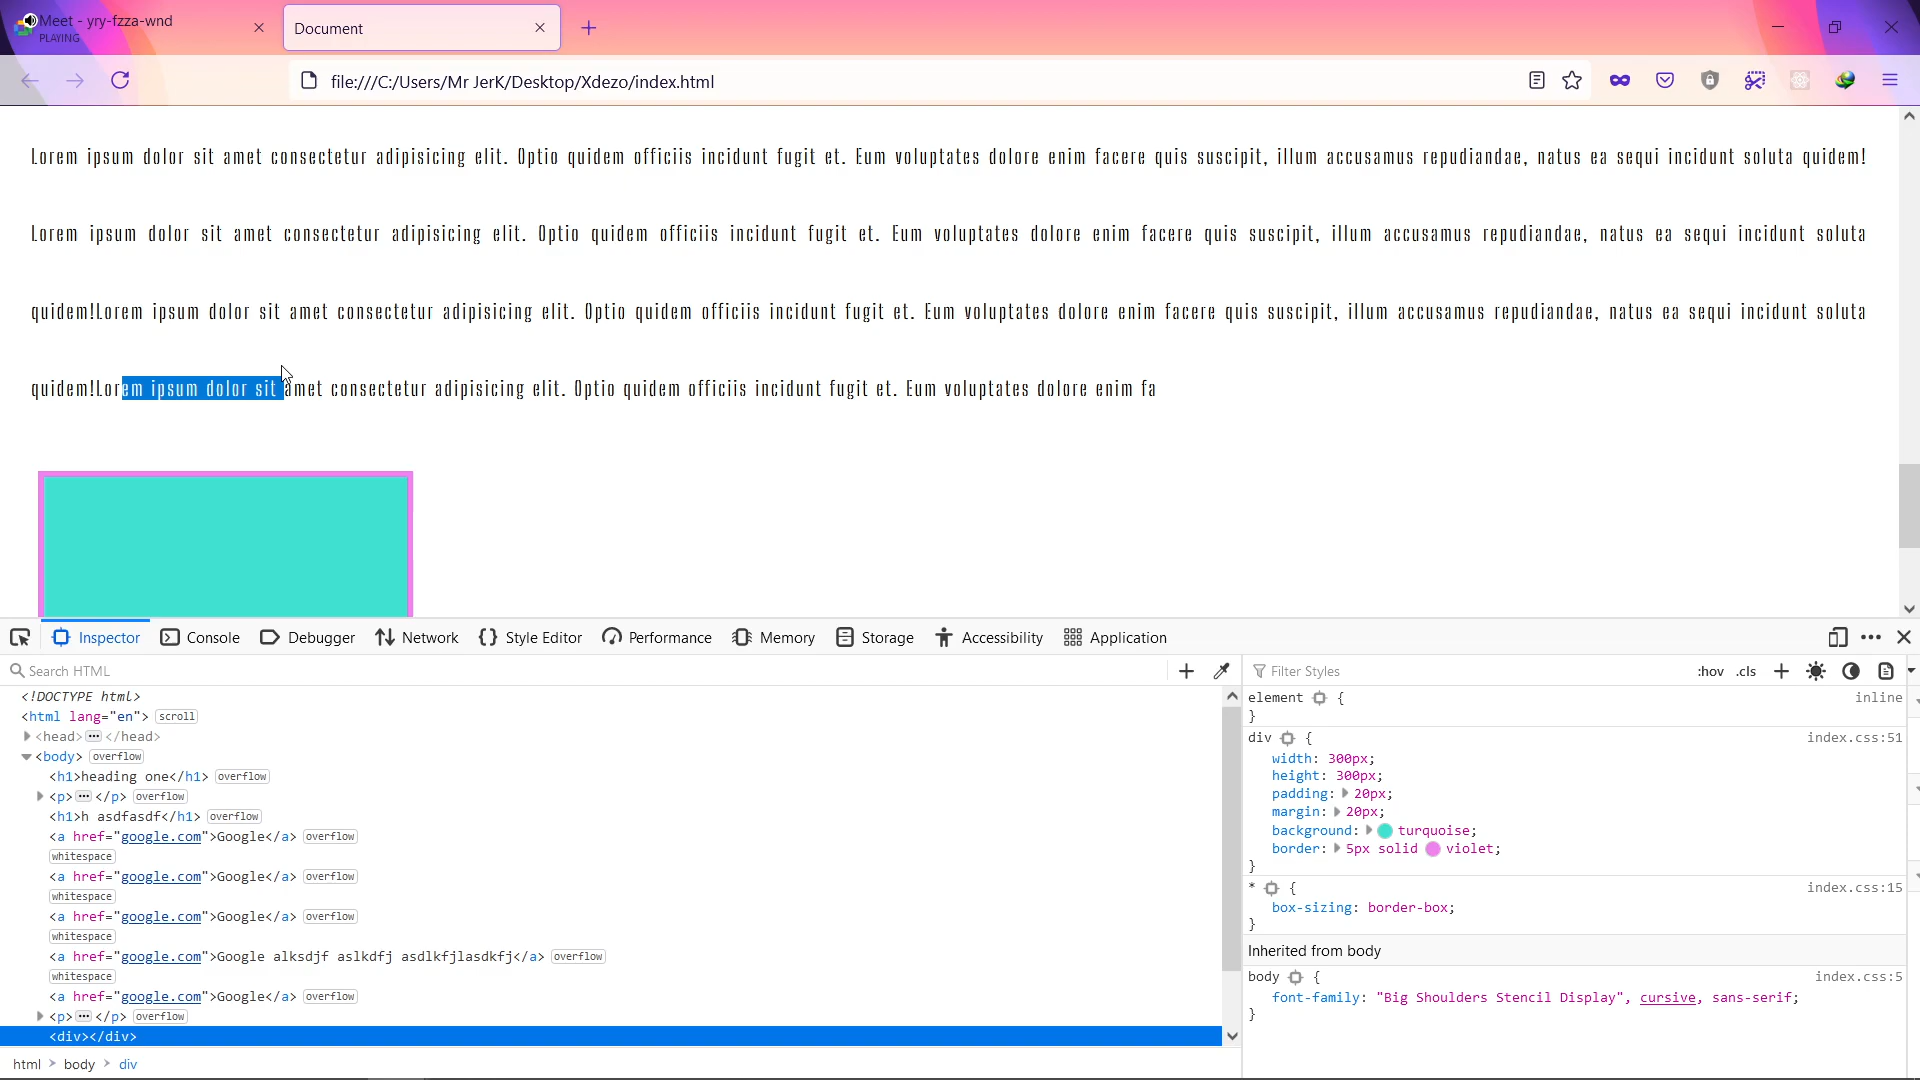 Meet - yry-fzza-wnd
PLAYING
Document
file:///C:/Users/Mr JerK/Desktop/Xdezo/index.html
Lorem ipsum dolor sit amet consectetur adipisicing elit. Optio quidem officiis incidunt fugit et. Eum voluptates dolore enim facere quis suscipit, illum accusamus repudiandae, natus ea sequi incidunt soluta quidem!
Lorem ipsum dolor sit amet consectetur adipisicing elit. Optio quidem officiis incidunt fugit et. Eum voluptates dolore enim facere quis suscipit, illum accusamus repudiandae, natus ea sequi incidunt soluta
quidem!Lorem ipsum dolor sit amet consectetur adipisicing elit. Optio quidem officiis incidunt fugit et. Eum voluptates dolore enim facere quis suscipit, illum accusamus repudiandae, natus ea sequi incidunt soluta
quidem!Lorem ipsum dolor sit amet consectetur adipisicing elit. Optio quidem officiis incidunt fugit et. Eum voluptates dolore enim fa
Inspector Console Debugger Network Style Editor Performance Memory Storage Accessibility Application
Search HTML
<!DOCTYPE html>
<html lang="en"> scroll
<head> ••• </head>
<body> overflow
<h1>heading one</h1> overflow
<p> ••• </p> overflow
<h1>h asdfasdf</h1> overflow
<a href="google.com">Google</a> overflow
whitespace
<a href="google.com">Google</a> overflow
whitespace
<a href="google.com">Google</a> overflow
whitespace
<a href="google.com">Google alksdjf aslkdfj asdlkfjlasdkfj</a> overflow
whitespace
<a href="google.com">Google</a> overflow
<p> ••• </p> overflow
<div></div>
html > body > div
Filter Styles :hov .cls
element { inline
}
div { index.css:51
width: 300px;
height: 300px;
padding: 20px;
margin: 20px;
background: turquoise;
border: 5px solid violet;
}
* { index.css:15
box-sizing: border-box;
}
Inherited from body
body { index.css:5
font-family: "Big Shoulders Stencil Display", cursive, sans-serif;
}